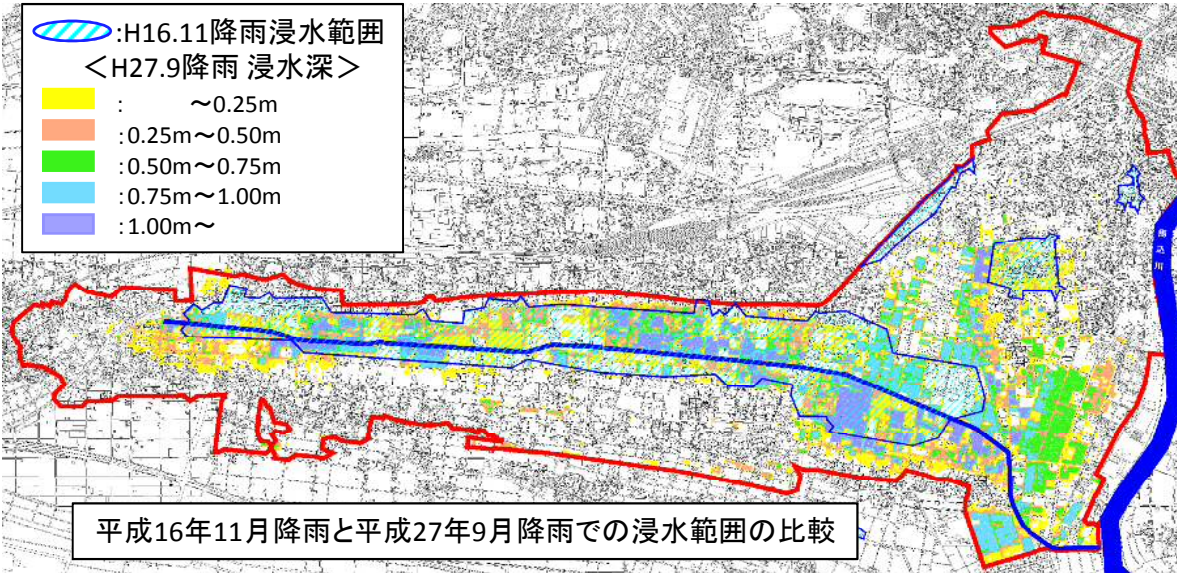 :H16.11降雨浸水範囲
＜H27.9降雨 浸水深＞
: ～0.25m
:0.25m～0.50m
:0.50m～0.75m
:0.75m～1.00m
:1.00m～
平成16年11月降雨と平成27年9月降雨での浸水範囲の比較